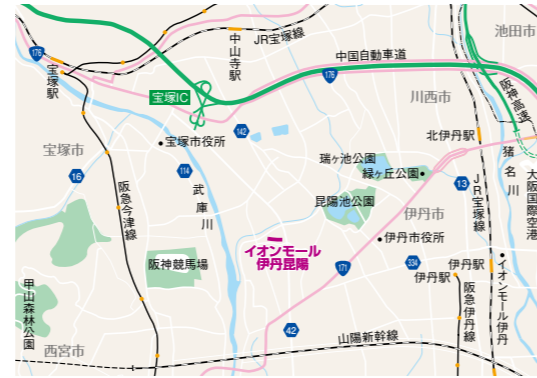 池田市
176
中山寺駅
JR宝塚線
中国自動車道
宝塚駅
176
阪神高速
宝塚IC
川西市
142
北伊丹駅
宝塚市役所
宝塚市
瑞ヶ池公園
緑ヶ丘公園
猪名川
大阪国際空港
16
114
13
JR宝塚線
阪急今津線
武庫川
昆陽池公園
伊丹市
伊丹市役所
イオンモール
伊丹昆陽
阪神競馬場
171
334
伊丹駅
伊丹駅
イオンモール伊丹
甲山森林公園
阪急伊丹線
42
山陽新幹線
西宮市